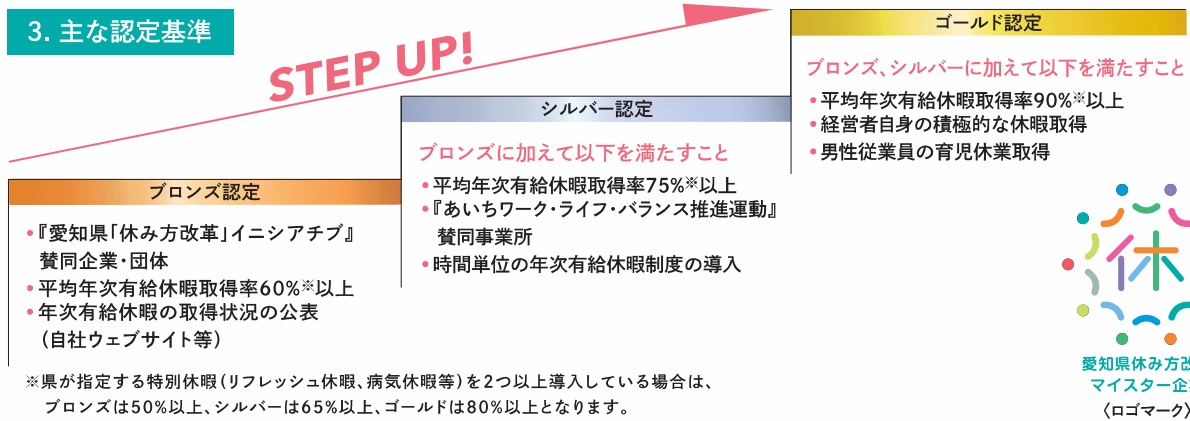 3. 主な認定基準
STEP UP!
ブロンズ認定
•『愛知県「休み方改革」イニシアチブ』
賛同企業・団体
•平均年次有給休暇取得率60%※以上
•年次有給休暇の取得状況の公表
(自社ウェブサイト等)
シルバー認定
ブロンズに加えて以下を満たすこと
•平均年次有給休暇取得率75%※以上
•『あいちワーク・ライフ・バランス推進運動』
賛同事業所
•時間単位の年次有給休暇制度の導入
ゴールド認定
ブロンズ、シルバーに加えて以下を満たすこと
•平均年次有給休暇取得率90%※以上
•経営者自身の積極的な休暇取得
•男性従業員の育児休業取得
※県が指定する特別休暇(リフレッシュ休暇、病気休暇等)を2つ以上導入している場合は、
ブロンズは50%以上、シルバーは65%以上、ゴールドは80%以上となります。
休
愛知県休み方改
マイスター企
〈ロゴマーク〉